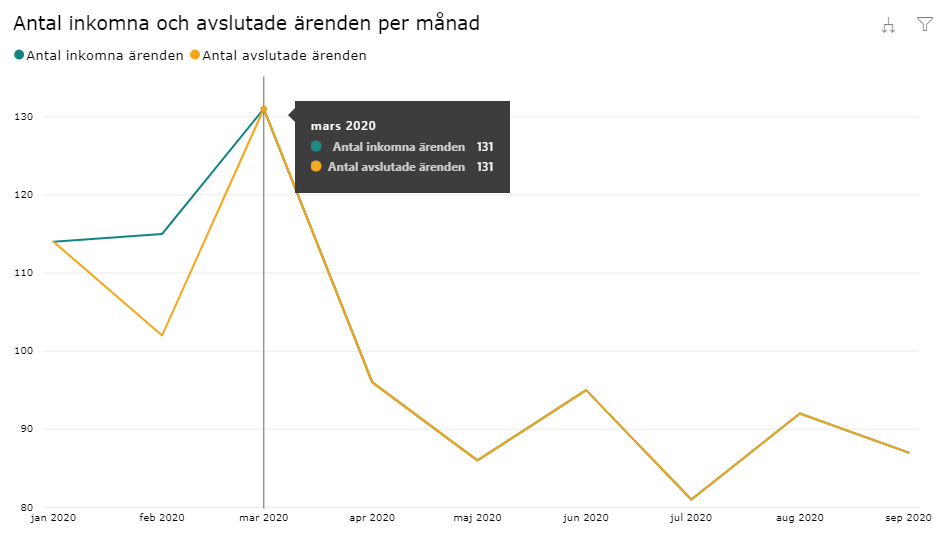 Antal inkomna och avslutade ärenden per månad
Antal inkomna ärenden Antal avslutade ärenden
130
mars 2020
Antal inkomna ärenden 131
Antal avslutade ärenden 131
120
110
100
90
80
jan 2020 feb 2020 mar 2020 apr 2020 maj 2020 jun 2020 jul 2020 aug 2020 sep 2020